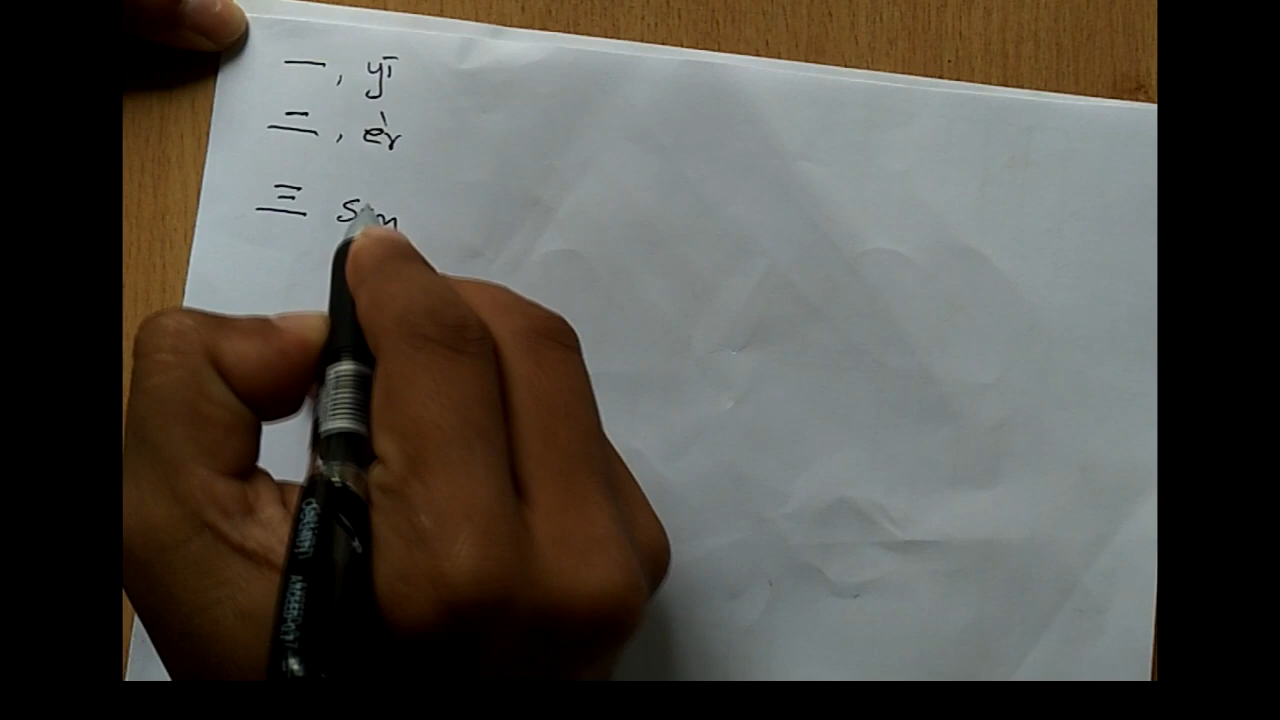 一, yī
二, èr
三